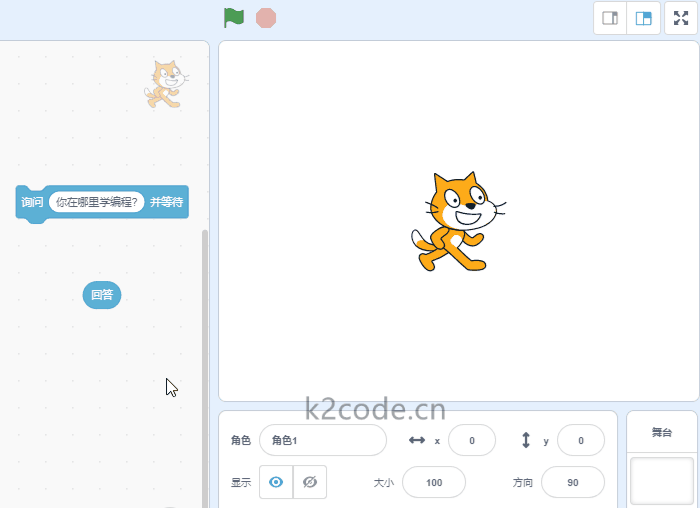 询问 你在哪里学编程? 并等待
回答
k2code.cn
角色 角色1 x 0 y 0
显示 大小 100 方向 90
舞台